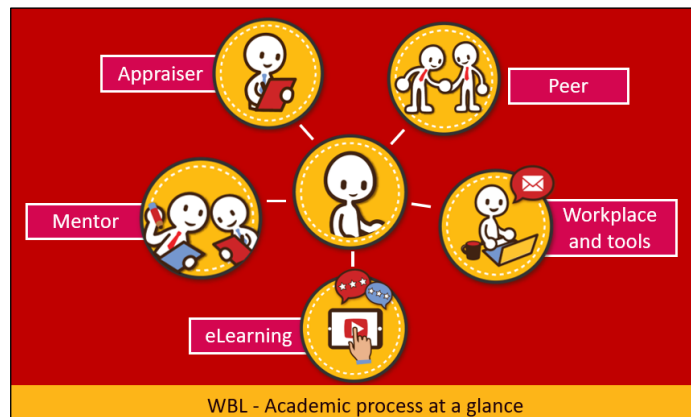 Appraiser
Peer
Mentor
Workplace
and tools
eLearning
WBL - Academic process at a glance